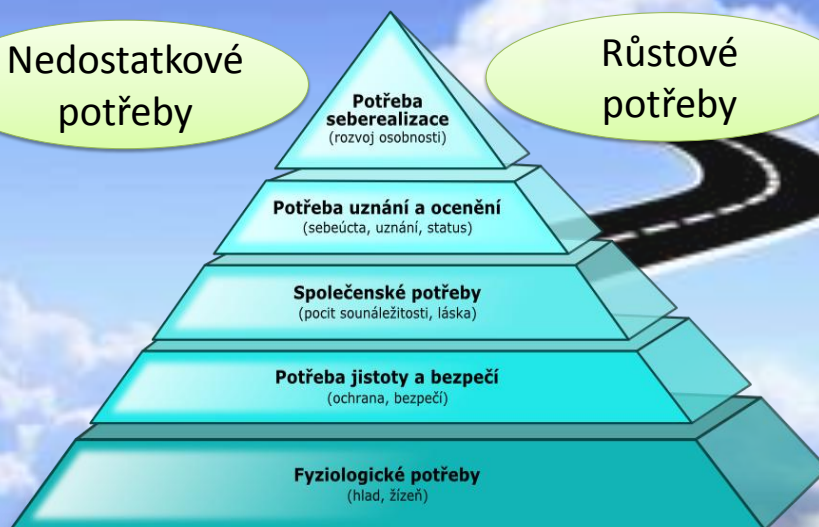 Nedostatkové
potřeby
Růstové
potřeby
Potřeba
seberealizace
(rozvoj osobnosti)
Potřeba uznání a ocenění
(sebeúcta, uznání, status)
Společenské potřeby
(pocit sounáležitosti, láska)
Potřeba jistoty a bezpečí
(ochrana, bezpečí)
Fyziologické potřeby
(hlad, žízeň)